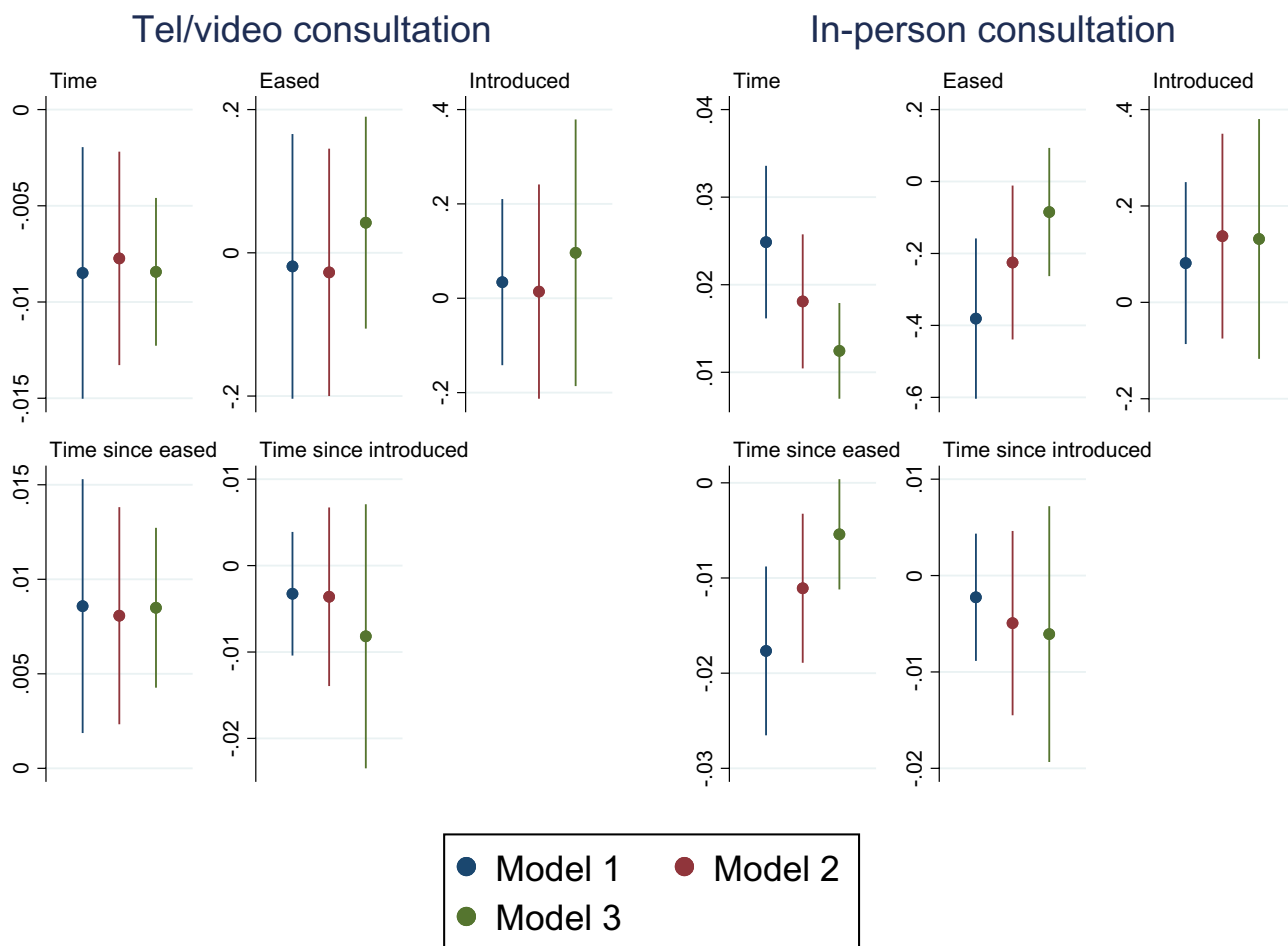 Tel/video consultation
In-person consultation
Time
Eased
Introduced
0
-.005
-.01
-.015
.2
0
-.2
.4
.2
0
-.2
Time
Eased
Introduced
.04
.03
.02
.01
.2
0
-.2
-.4
-.6
.4
.2
0
-.2
Time since eased
Time since introduced
.015
.01
.005
0
.01
0
-.01
-.02
Time since eased
Time since introduced
0
-.01
-.02
-.03
.01
0
-.01
-.02
Model 1
Model 2
Model 3